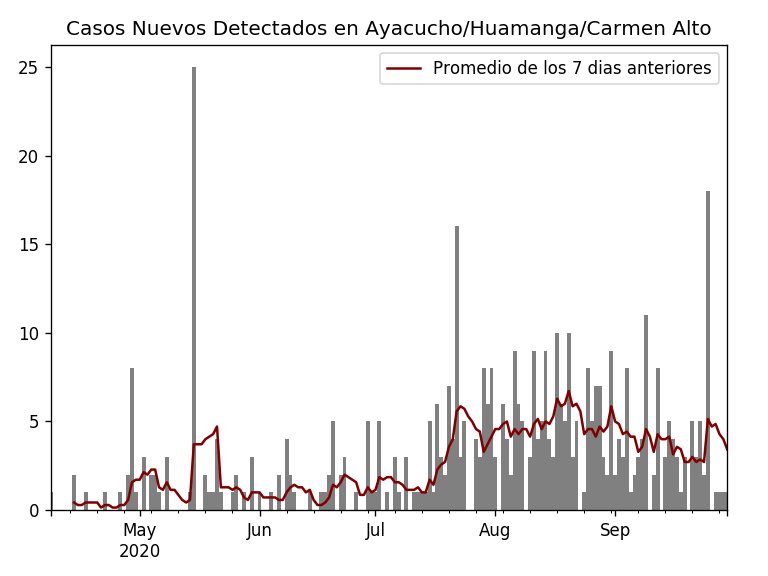 Casos Nuevos Detectados en Ayacucho/Huamanga/Carmen Alto
Promedio de los 7 dias anteriores
25
20
15
10
5
0
May Jun Jul Aug Sep
2020